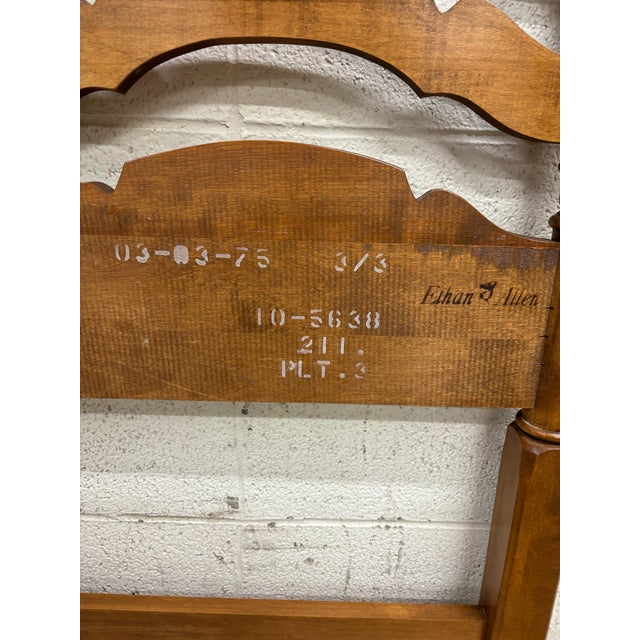 03-03-75 3/3
Ethan Allen
10-5638
211.
PLT.3